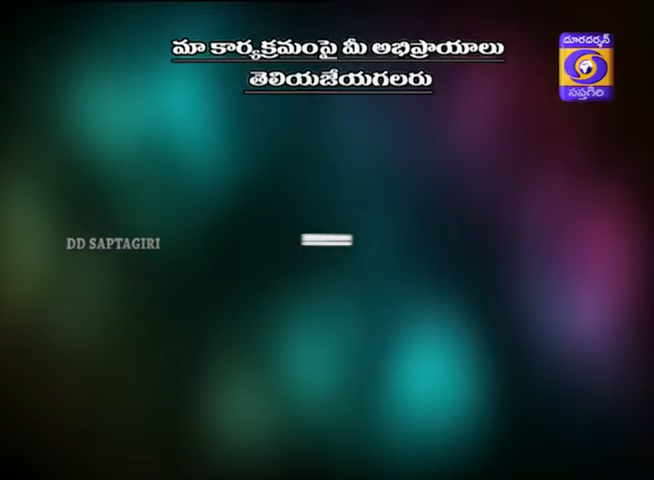 మా కార్యక్రమంపై మీ అభిప్రాయాలు
తెలియజేయగలరు
దూరదర్శన్
సప్తగిరి
DD SAPTAGIRI